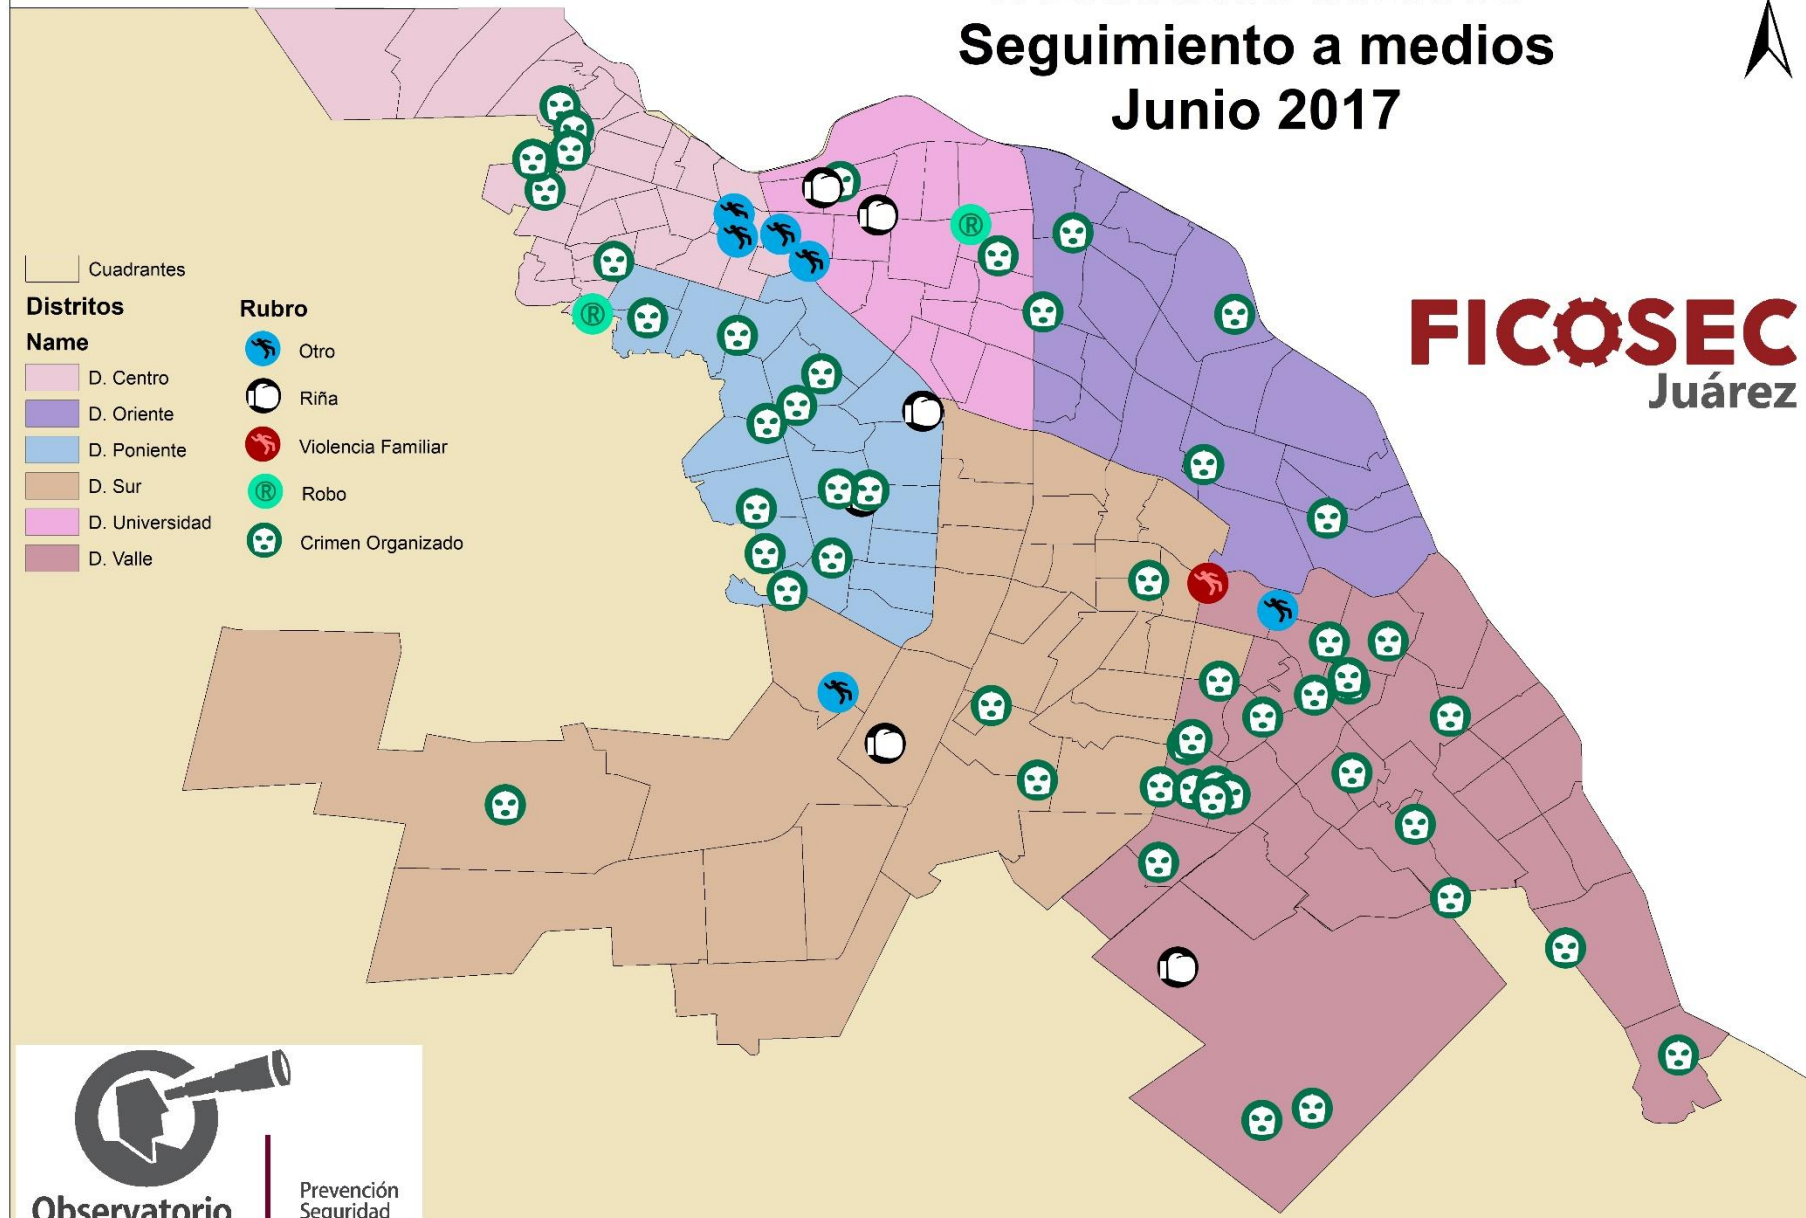 Seguimiento a medios
Junio 2017
FICOSEC
Juárez
Cuadrantes
Distritos
Name
D. Centro
D. Oriente
D. Poniente
D. Sur
D. Universidad
D. Valle
Rubro
Otro
Riña
Violencia Familiar
® Robo
Crimen Organizado
®
®
Observatorio
Prevención
Seguridad